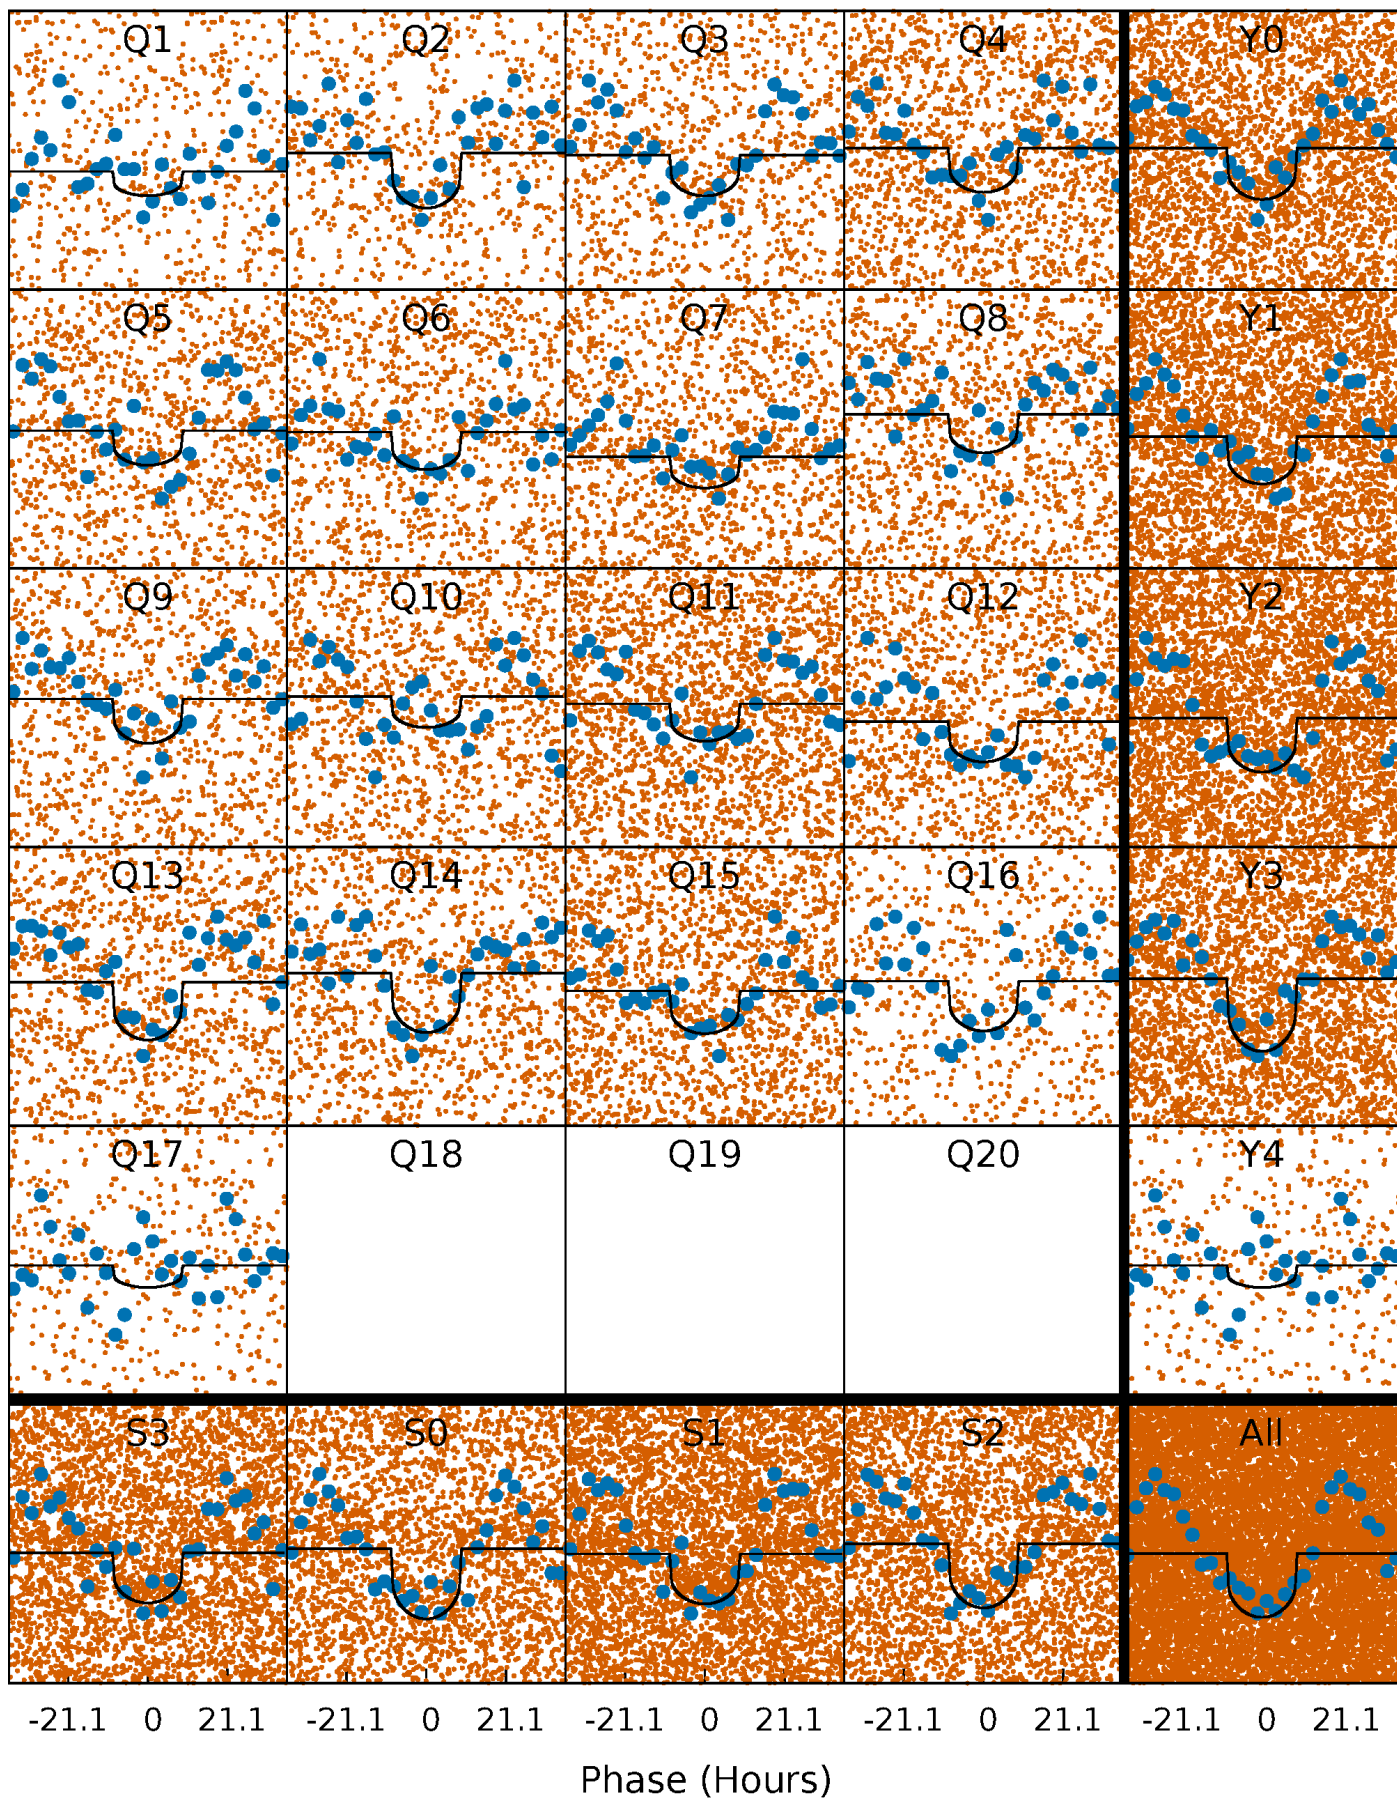 Q1 Q2 Q3 Q4 Y0
Q5 Q6 Q7 Q8 Y1
Q9 Q10 Q11 Q12 Y2
Q13 Q14 Q15 Q16 Y3
Q17 Q18 Q19 Q20 Y4
S3 S0 S1 S2 All
-21.1 0 21.1 -21.1 0 21.1 -21.1 0 21.1 -21.1 0 21.1 -21.1 0 21.1
Phase (Hours)